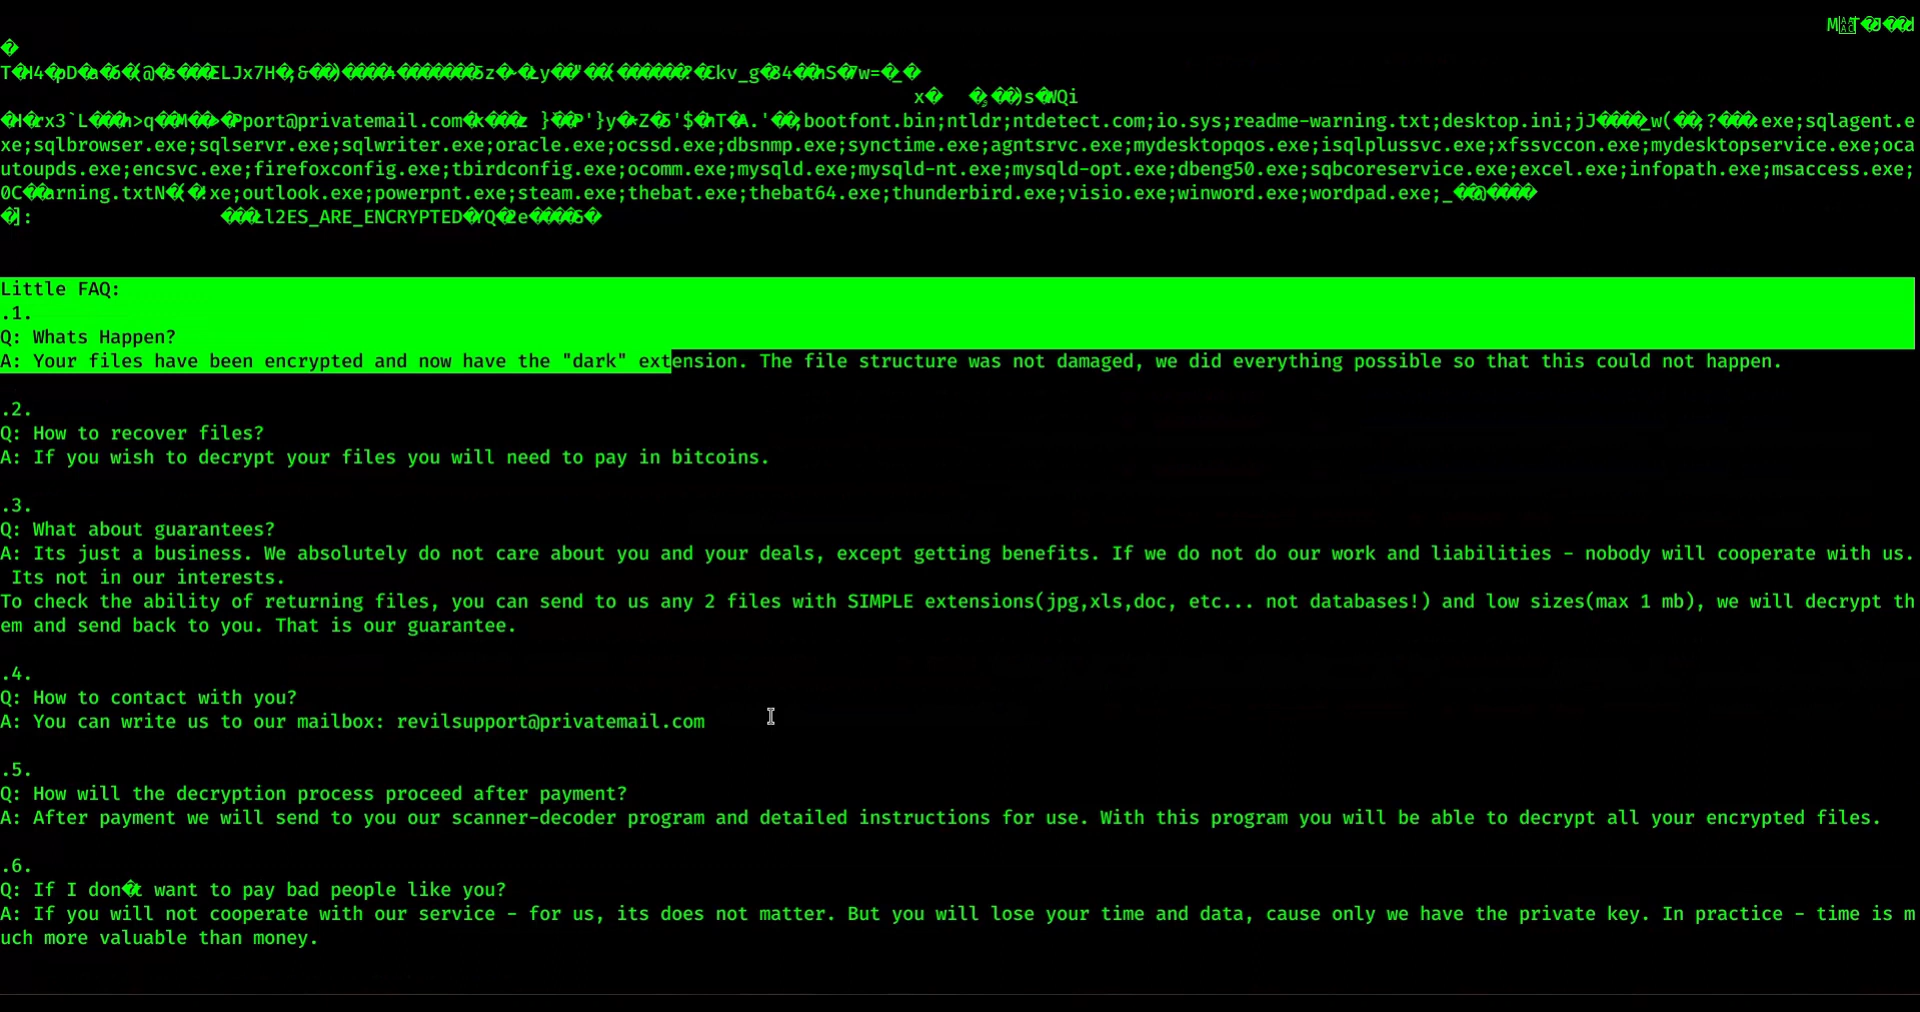 port@privatemail.com
;bootfont.bin;ntldr;ntdetect.com;io.sys;readme-warning.txt;desktop.ini;
.exe;sqlagent.e
xe;sqlbrowser.exe;sqlservr.exe;sqlwriter.exe;oracle.exe;ocssd.exe;dbsnmp.exe;synctime.exe;agntsrvc.exe;mydesktopqos.exe;isqlplussvc.exe;xfssvccon.exe;mydesktopservice.exe;oca
utoupds.exe;encsvc.exe;firefoxconfig.exe;tbirdconfig.exe;ocomm.exe;mysqld.exe;mysqld-nt.exe;mysqld-opt.exe;dbeng50.exe;sqbcoreservice.exe;excel.exe;infopath.exe;msaccess.exe;
xe;outlook.exe;powerpnt.exe;steam.exe;thebat.exe;thebat64.exe;thunderbird.exe;visio.exe;winword.exe;wordpad.exe;
ES_ARE_ENCRYPTED
Little FAQ:
.1.
Q: Whats Happen?
A: Your files have been encrypted and now have the "dark" extension. The file structure was not damaged, we did everything possible so that this could not happen.
.2.
Q: How to recover files?
A: If you wish to decrypt your files you will need to pay in bitcoins.
.3.
Q: What about guarantees?
A: Its just a business. We absolutely do not care about you and your deals, except getting benefits. If we do not do our work and liabilities - nobody will cooperate with us.
Its not in our interests.
To check the ability of returning files, you can send to us any 2 files with SIMPLE extensions(jpg,xls,doc, etc... not databases!) and low sizes(max 1 mb), we will decrypt th
em and send back to you. That is our guarantee.
.4.
Q: How to contact with you?
A: You can write us to our mailbox: revilsupport@privatemail.com
.5.
Q: How will the decryption process proceed after payment?
A: After payment we will send to you our scanner-decoder program and detailed instructions for use. With this program you will be able to decrypt all your encrypted files.
.6.
Q: If I don�t want to pay bad people like you?
A: If you will not cooperate with our service - for us, its does not matter. But you will lose your time and data, cause only we have the private key. In practice - time is m
uch more valuable than money.